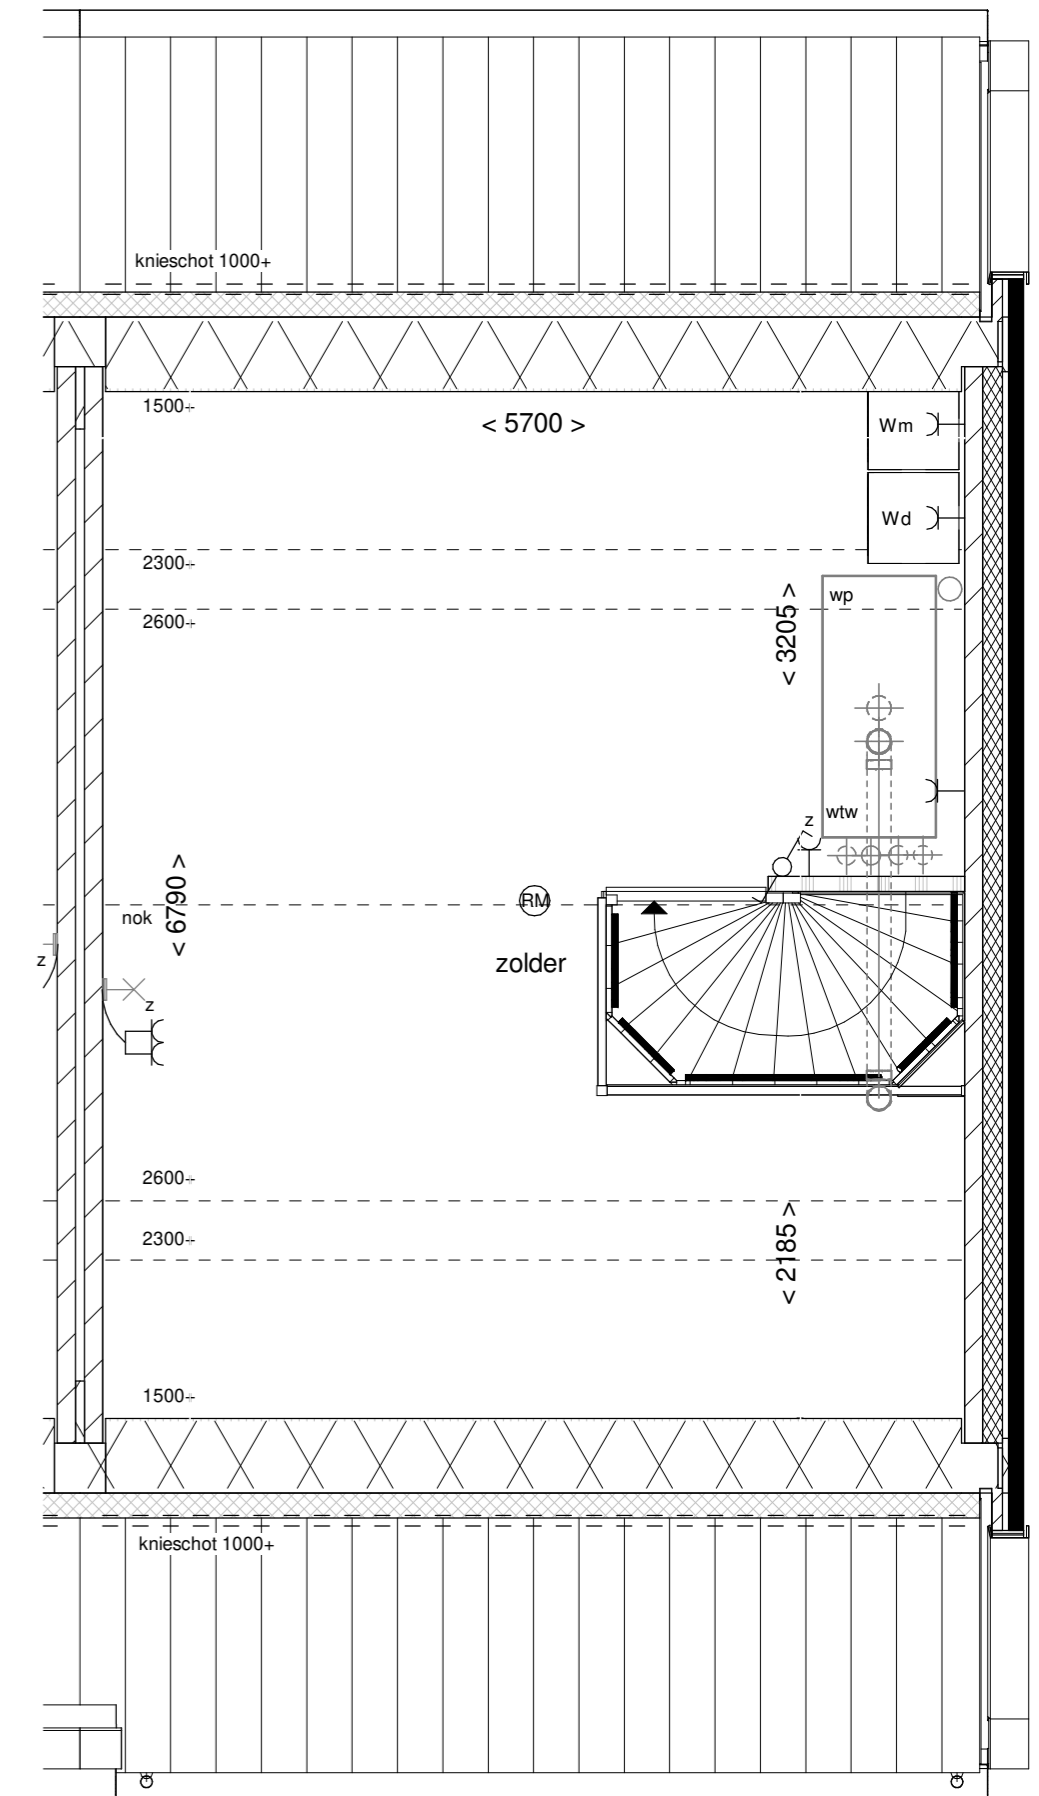 knieschot 1000+
1500+
< 5700 >
Wm
Wd
2300+
2600+
< 3205 >
wp
wtw
z
< 6790 >
nok
RM
z
zolder
z
2600+
2300+
< 2185 >
1500+
knieschot 1000+